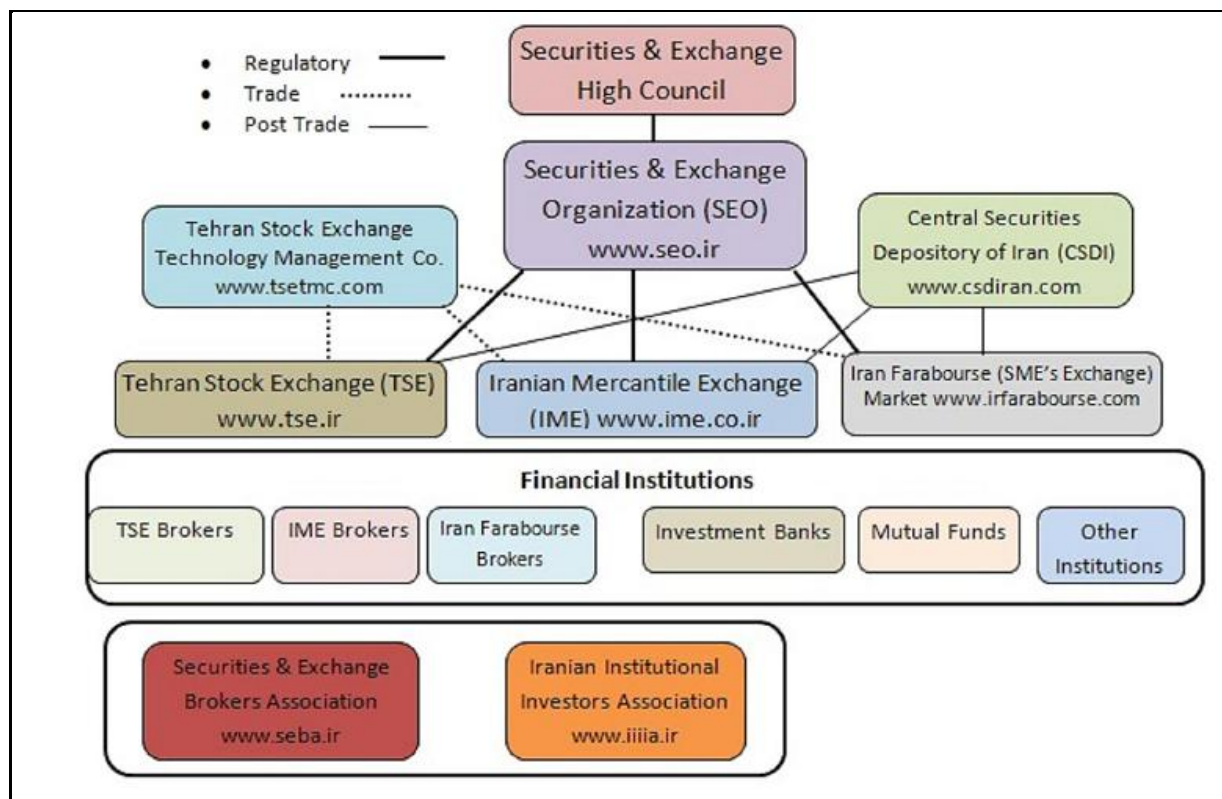 Securities & Exchange
High Council
• Regulatory
• Trade
• Post Trade
Securities & Exchange
Organization (SEO)
www.seo.ir
Tehran Stock Exchange
Technology Management Co.
www.tsetmc.com
Central Securities
Depository of Iran (CSDI)
www.csdiran.com
Tehran Stock Exchange (TSE)
www.tse.ir
Iranian Mercantile Exchange
(IME) www.ime.co.ir
Iran Farabourse (SME's Exchange)
Market www.irfarabourse.com
Financial Institutions
TSE Brokers
IME Brokers
Iran Farabourse
Brokers
Investment Banks
Mutual Funds
Other
Institutions
Securities & Exchange
Brokers Association
www.seba.ir
Iranian Institutional
Investors Association
www.iiiia.ir